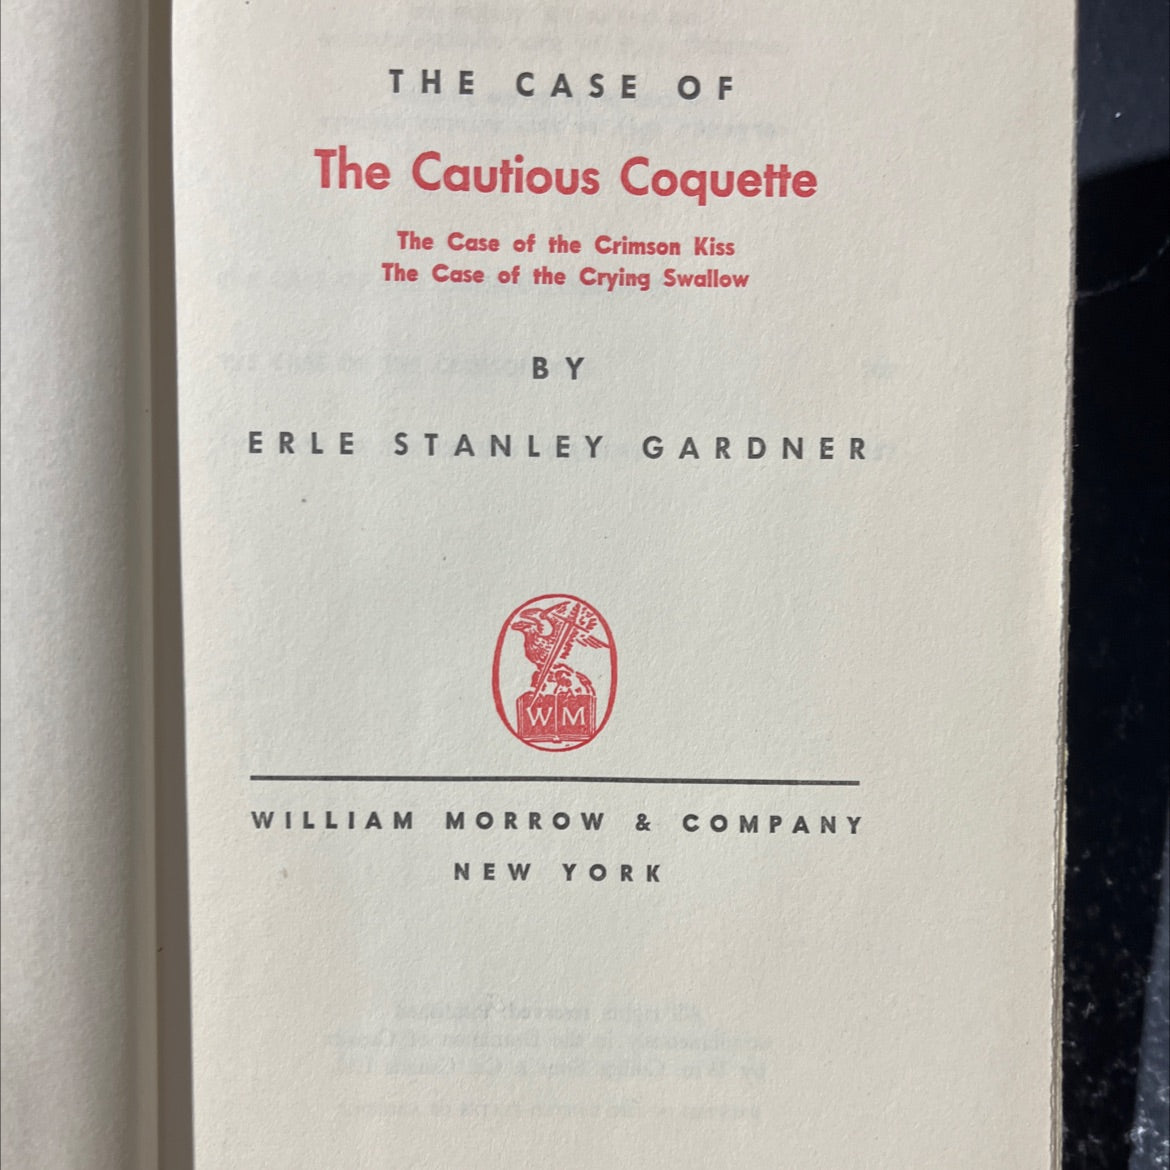 THE CASE OF
The Cautious Coquette
The Case of the Crimson Kiss
The Case of the Crying Swallow
BY
ERLE STANLEY GARDNER
WM
WILLIAM MORROW & COMPANY
NEW YORK